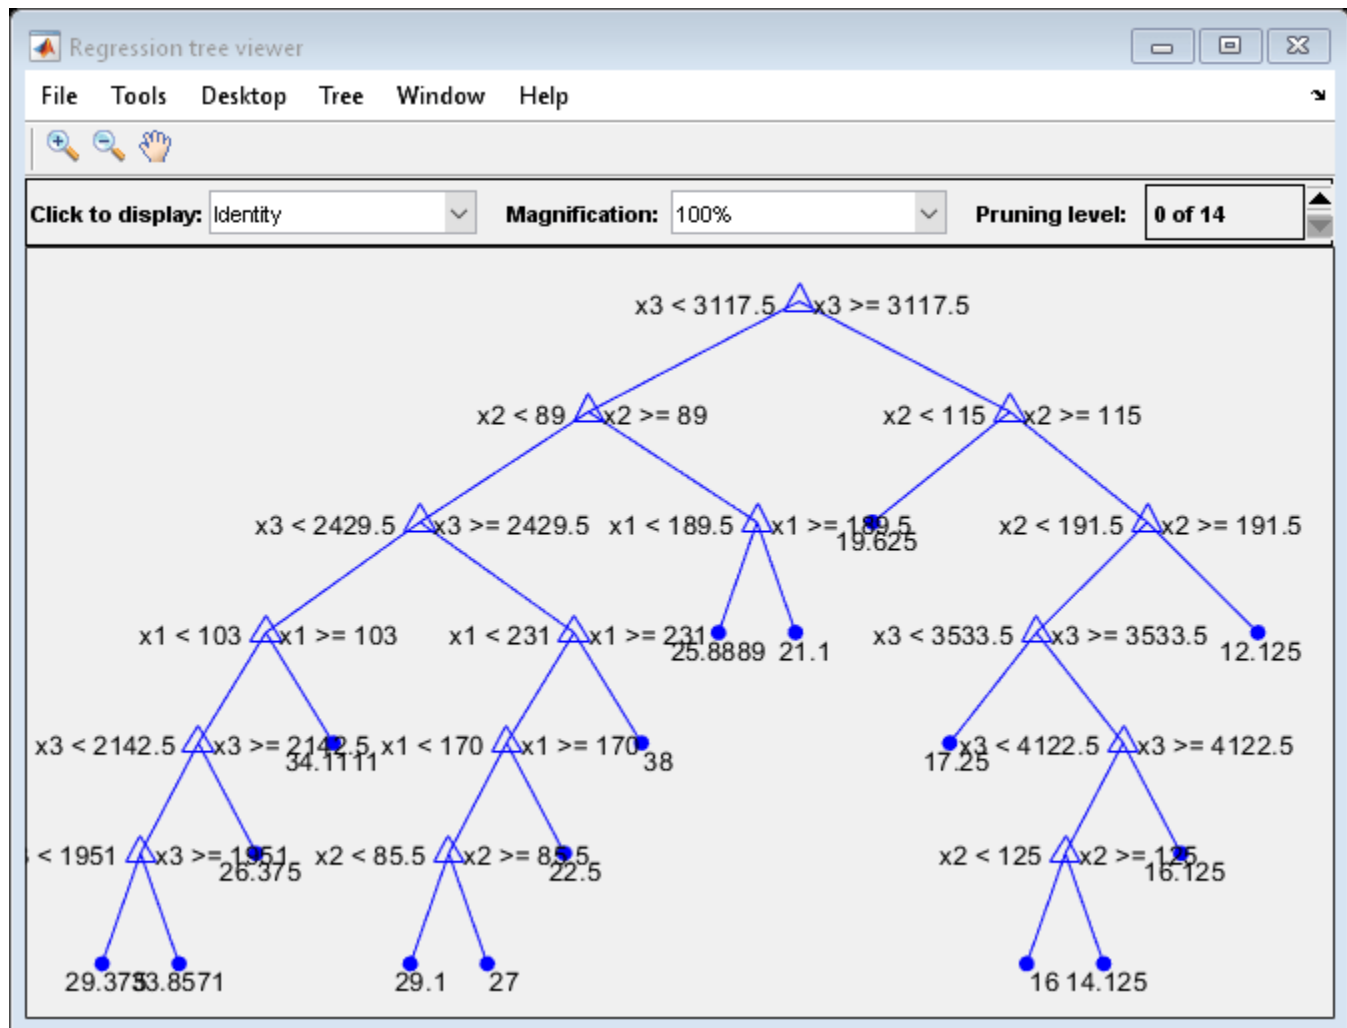 Regression tree viewer
File Tools Desktop Tree Window Help
Click to display: Identity Magnification: 100% Pruning level: 0 of 14
x3 < 3117.5 x3 >= 3117.5
x2 < 89 x2 >= 89 x2 < 115 x2 >= 115
x3 < 2429.5 x3 >= 2429.5 x1 < 189.5 x1 >= 189.5 x2 < 191.5 x2 >= 191.5
19.625
x1 < 103 x1 >= 103 x1 < 231 x1 >= 231 x3 < 3533.5 x3 >= 3533.5
25.8889 21.1 12.125
x3 < 2142.5 x3 >= 2142.5 x1 < 170 x1 >= 170 x3 < 4122.5 x3 >= 4122.5
34.1111 38 17.25
< 1951 x3 >= 1951 x2 < 85.5 x2 >= 85.5 x2 < 125 x2 >= 125
26.375 22.5 16.125
29.375 33.8571 29.1 27 16 14.125